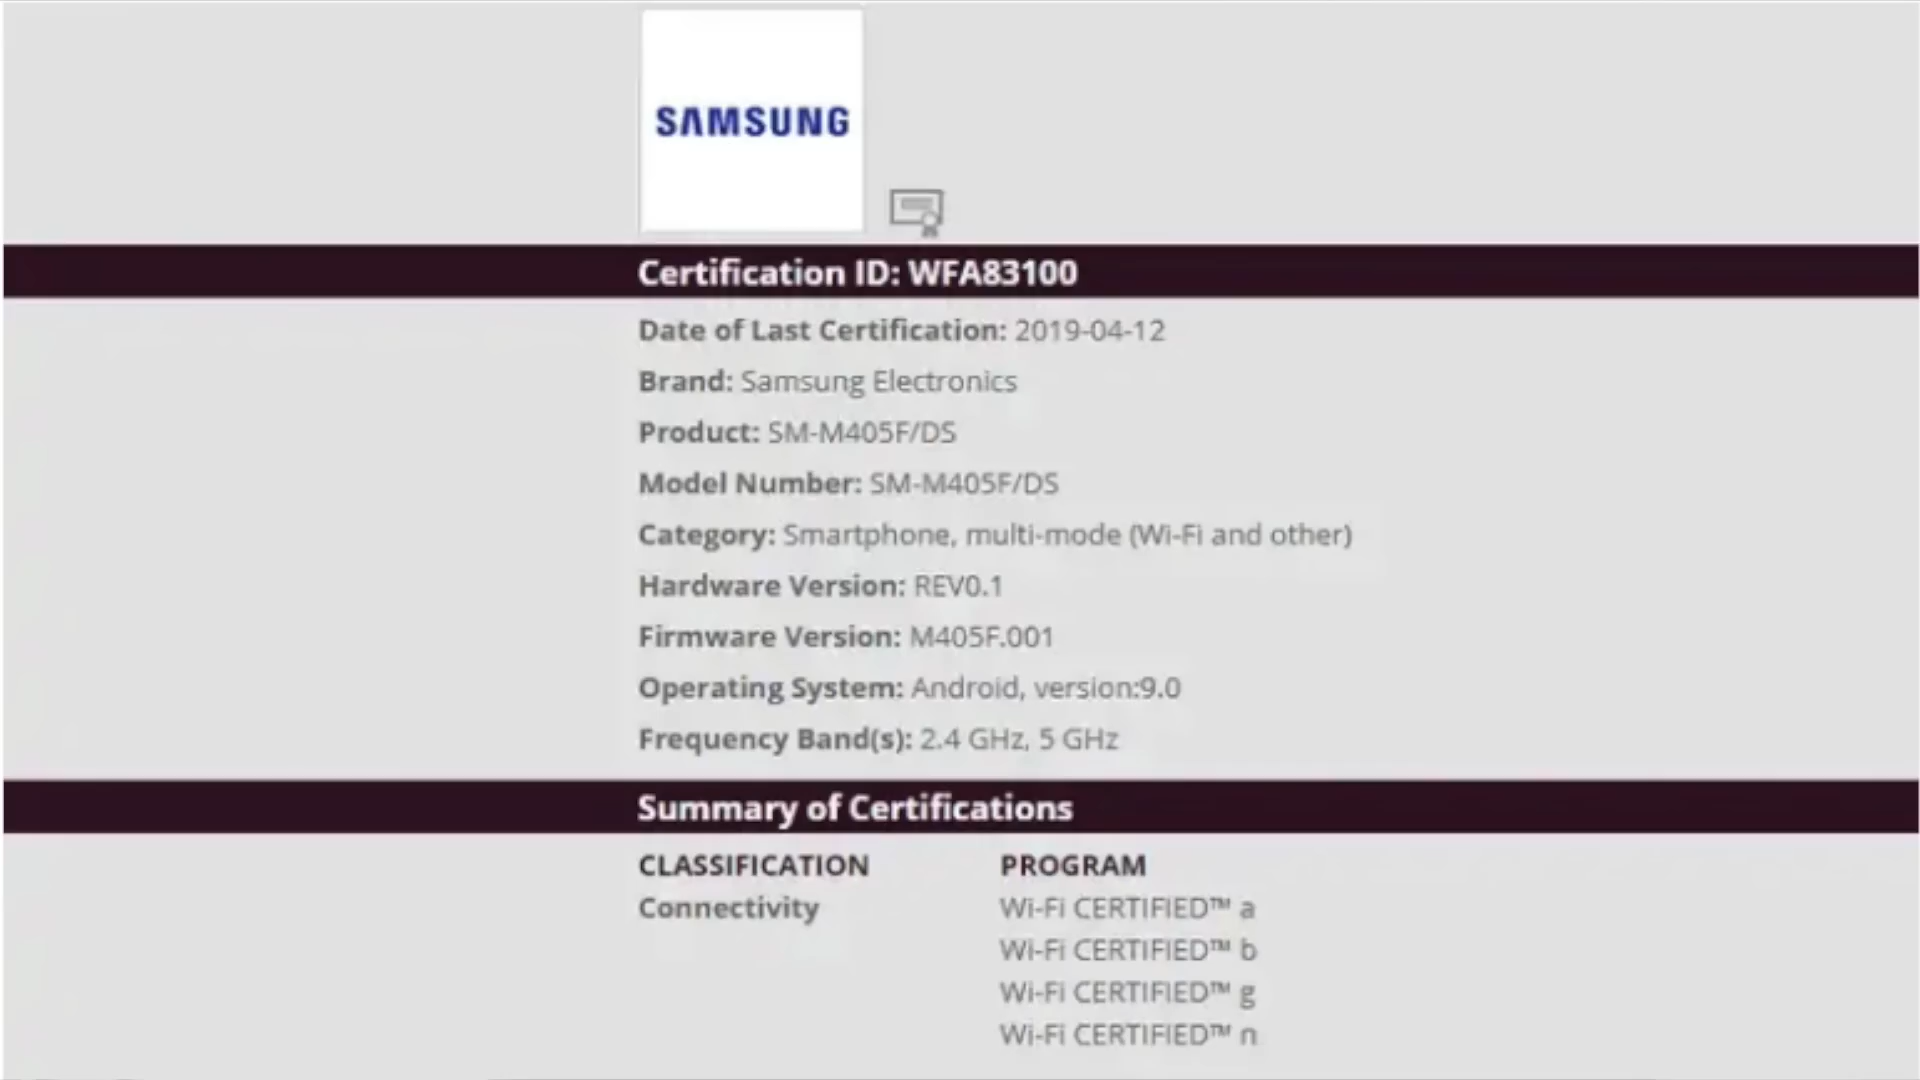 SAMSUNG
Certification ID: WFA83100
Date of Last Certification: 2019-04-12
Brand: Samsung Electronics
Product: SM-M405F/DS
Model Number: SM-M405F/DS
Category: Smartphone, multi-mode (Wi-Fi and other)
Hardware Version: REV0.1
Firmware Version: M405F.001
Operating System: Android, version:9.0
Frequency Band(s): 2.4 GHz, 5 GHz
Summary of Certifications
CLASSIFICATION PROGRAM
Connectivity Wi-Fi CERTIFIED™ a
Wi-Fi CERTIFIED™ b
Wi-Fi CERTIFIED™ g
Wi-Fi CERTIFIED™ n